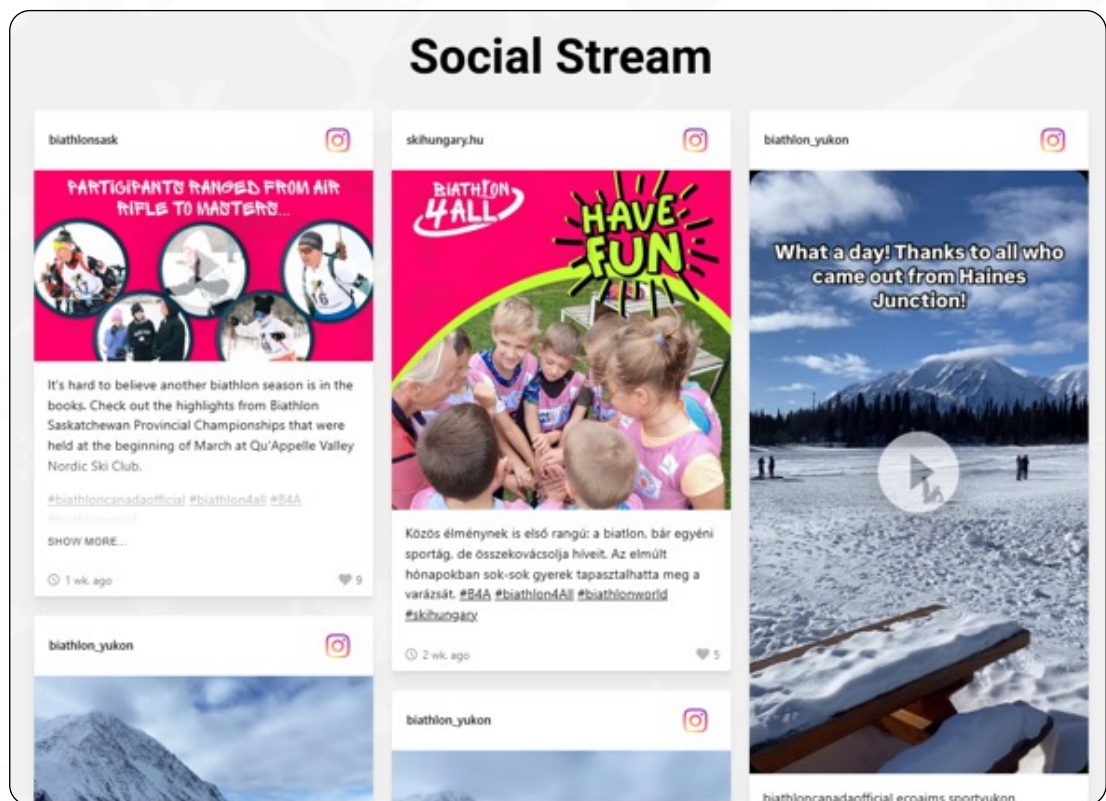 Social Stream
biathlonsask
PARTICIPANTS RANGED FROM AIR
RIFLE TO MASTERS...
It's hard to believe another biathlon season is in the
books. Check out the highlights from Biathlon
Saskatchewan Provincial Championships that were
held at the beginning of March at Qu'Appelle Valley
Nordic Ski Club.
#biathloncanadaofficial #biathlon4all #B4A
#biathlonworld
SHOW MORE...
1 wk. ago
9
biathlon_yukon
skihungary.hu
BIATHLON
4ALL
HAVE
FUN
Közös élménynek is első rangú: a biatlon, bár egyéni
sportág, de összekovácsolja híveit. Az elmúlt
hónapokban sok-sok gyerek tapasztalhatta meg a
varázsát. #B4A #biathlon4All #biathlonworld
#skihungary
2 wk. ago
5
biathlon_yukon
biathlon_yukon
What a day! Thanks to all who
came out from Haines
Junction!
biathloncanadaofficial ecoaims sportyukon